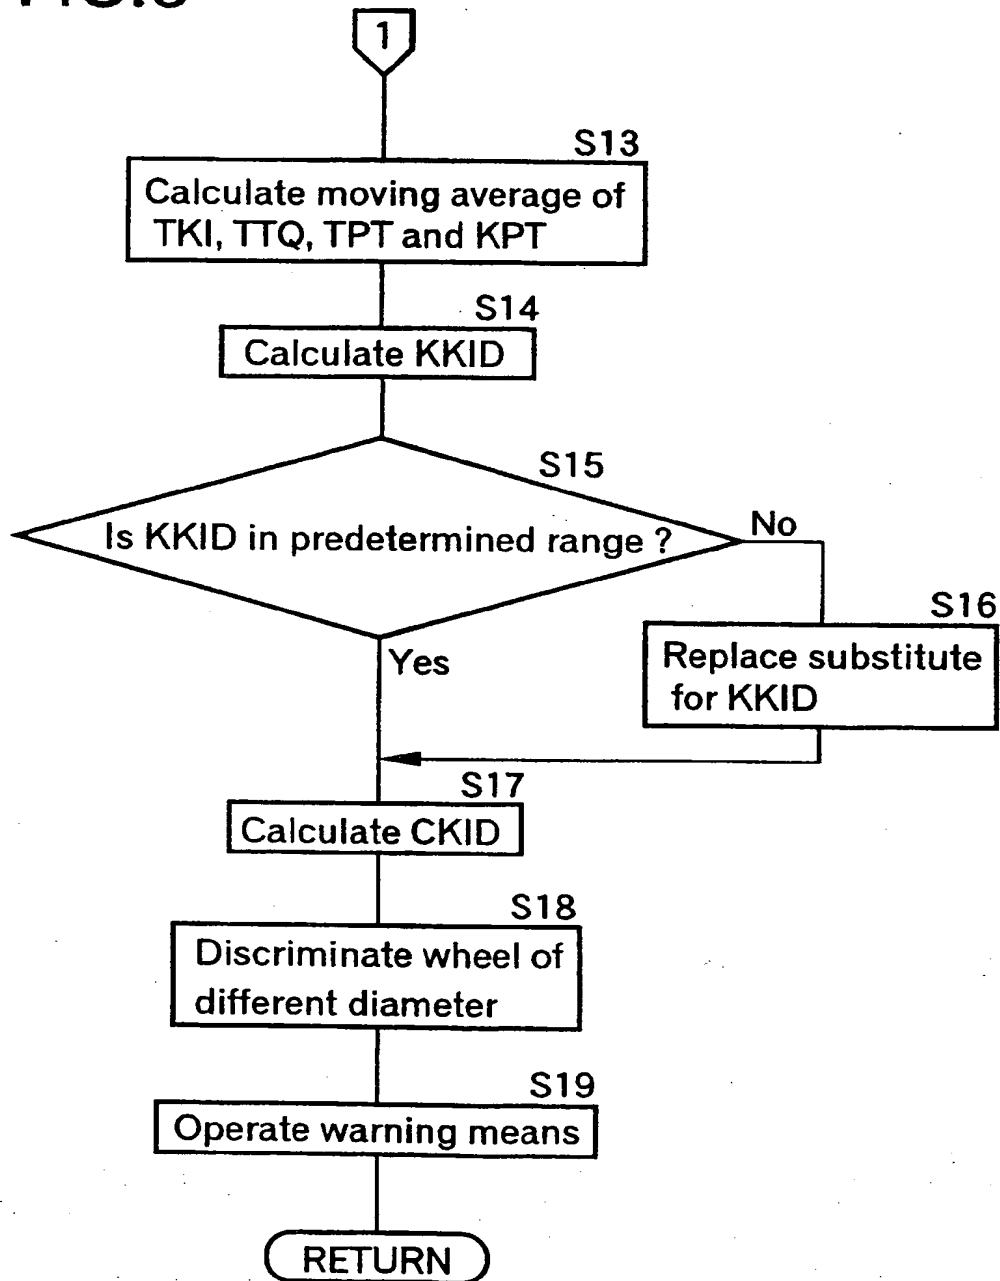 1
S13
Calculate moving average of
TKI, TTQ, TPT and KPT
S14
Calculate KKID
S15
Is KKID in predetermined range ?
No
S16
Replace substitute
for KKID
Yes
S17
Calculate CKID
S18
Discriminate wheel of
different diameter
S19
Operate warning means
RETURN